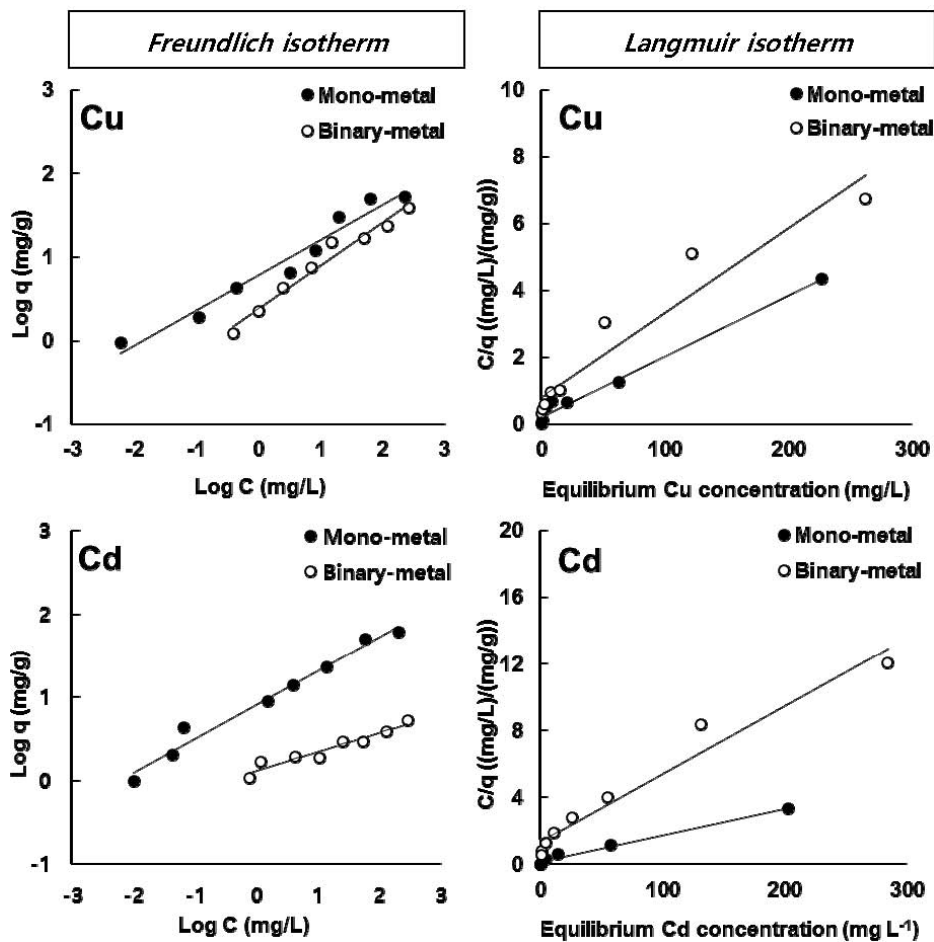 Freundlich isotherm
Langmuir isotherm
Cu
Mono-metal
Binary-metal
3
2
1
0
-1
Log q (mg/g)
-3 -2 -1 0 1 2 3
Log C (mg/L)
Cu
Mono-metal
Binary-metal
10
8
6
4
2
0
C/q ((mg/L)/(mg/g))
0 100 200 300
Equilibrium Cu concentration (mg/L)
Cd
Mono-metal
Binary-metal
3
2
1
0
-1
Log q (mg/g)
-3 -2 -1 0 1 2 3
Log C (mg/L)
Cd
Mono-metal
Binary-metal
20
16
12
8
4
0
C/q ((mg/L)/(mg/g))
0 100 200 300
Equilibrium Cd concentration (mg L⁻¹)